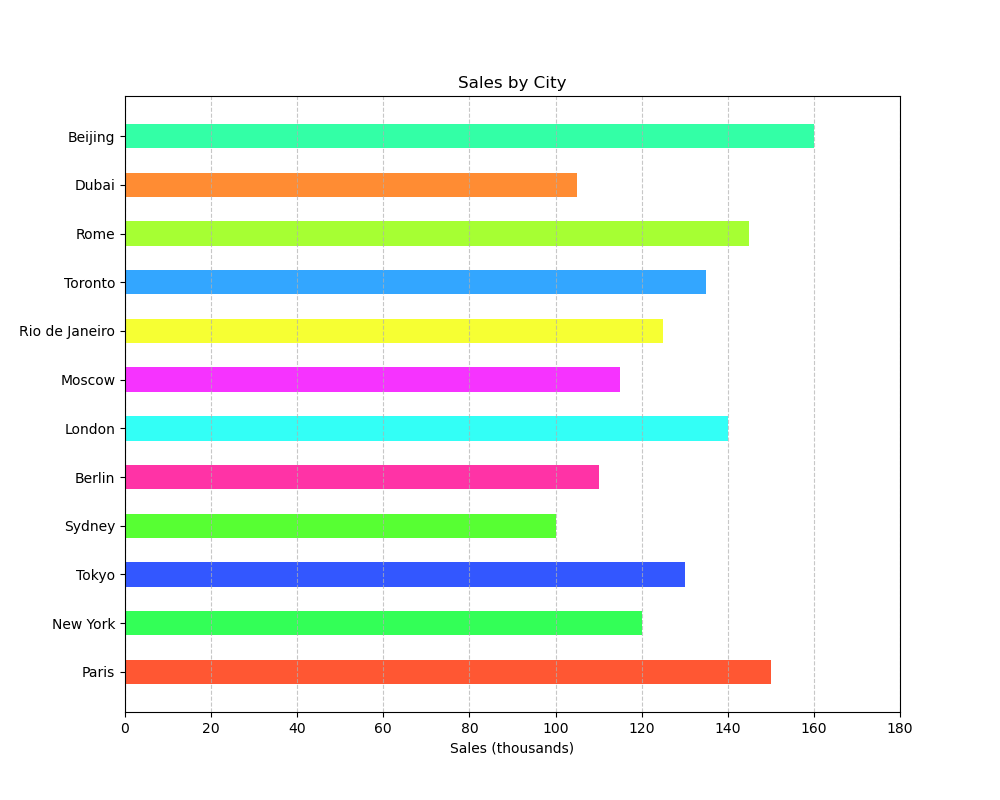 Sales by City
Beijing
Dubai
Rome
Toronto
Rio de Janeiro
Moscow
London
Berlin
Sydney
Tokyo
New York
Paris
0 20 40 60 80 100 120 140 160 180
Sales (thousands)